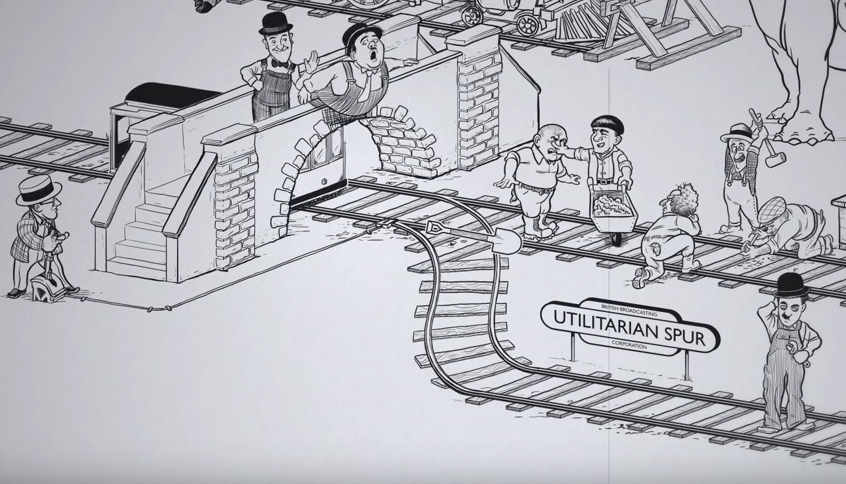 BRITISH BROADCASTING
UTILITARIAN SPUR
CORPORATION